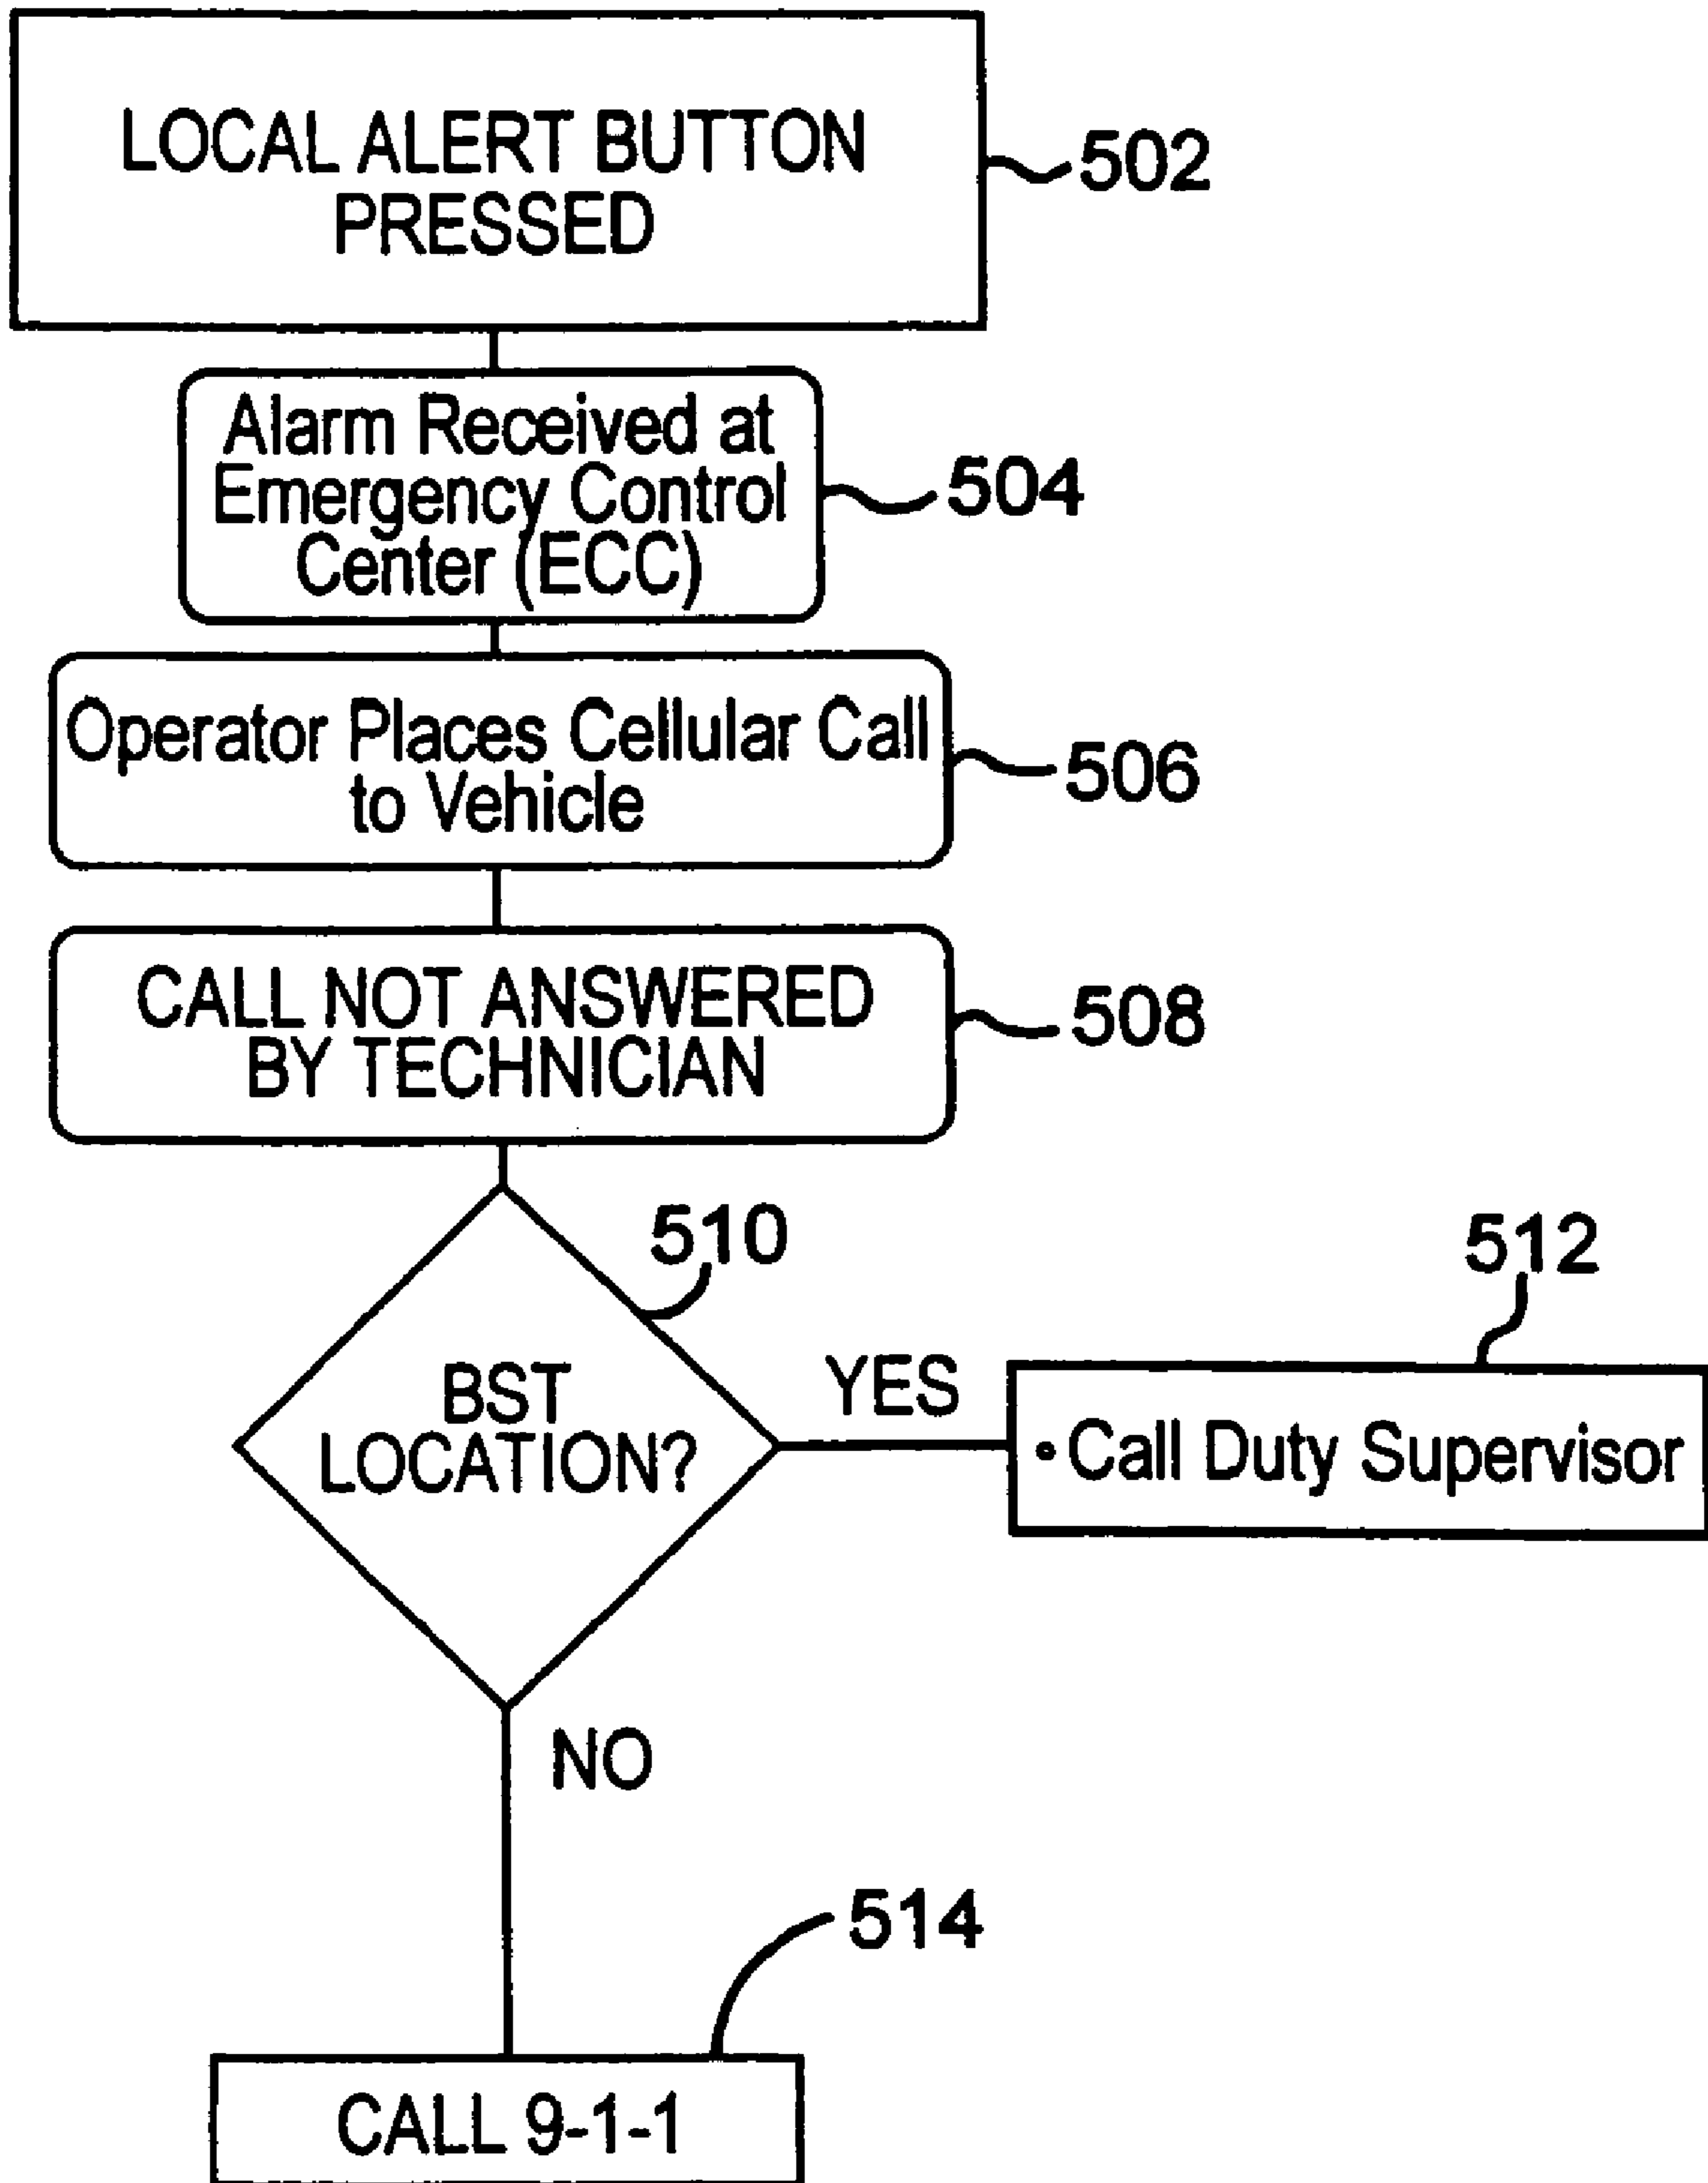 LOCAL ALERT BUTTON
PRESSED
502
Alarm Received at
Emergency Control
Center (ECC)
504
Operator Places Cellular Call
to Vehicle
506
CALL NOT ANSWERED
BY TECHNICIAN
508
510
BST
LOCATION?
YES
512
• Call Duty Supervisor
NO
514
CALL 9-1-1